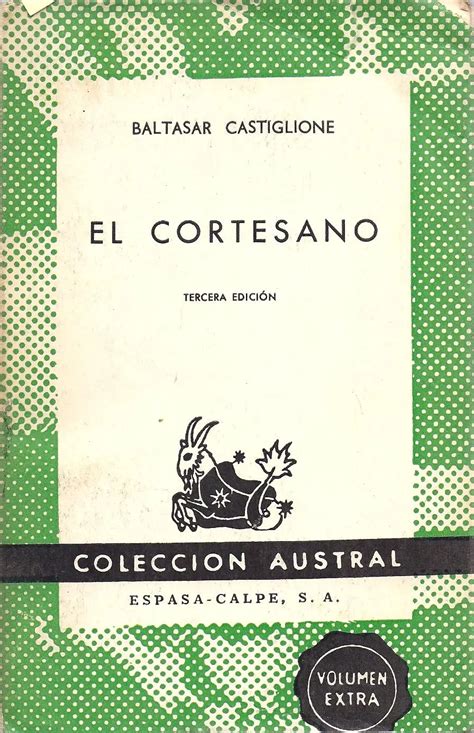 BALTASAR CASTIGLIONE
EL CORTESANO
TERCERA EDICIÓN
COLECCION AUSTRAL
ESPASA-CALPE, S. A.
VOLUMEN
EXTRA